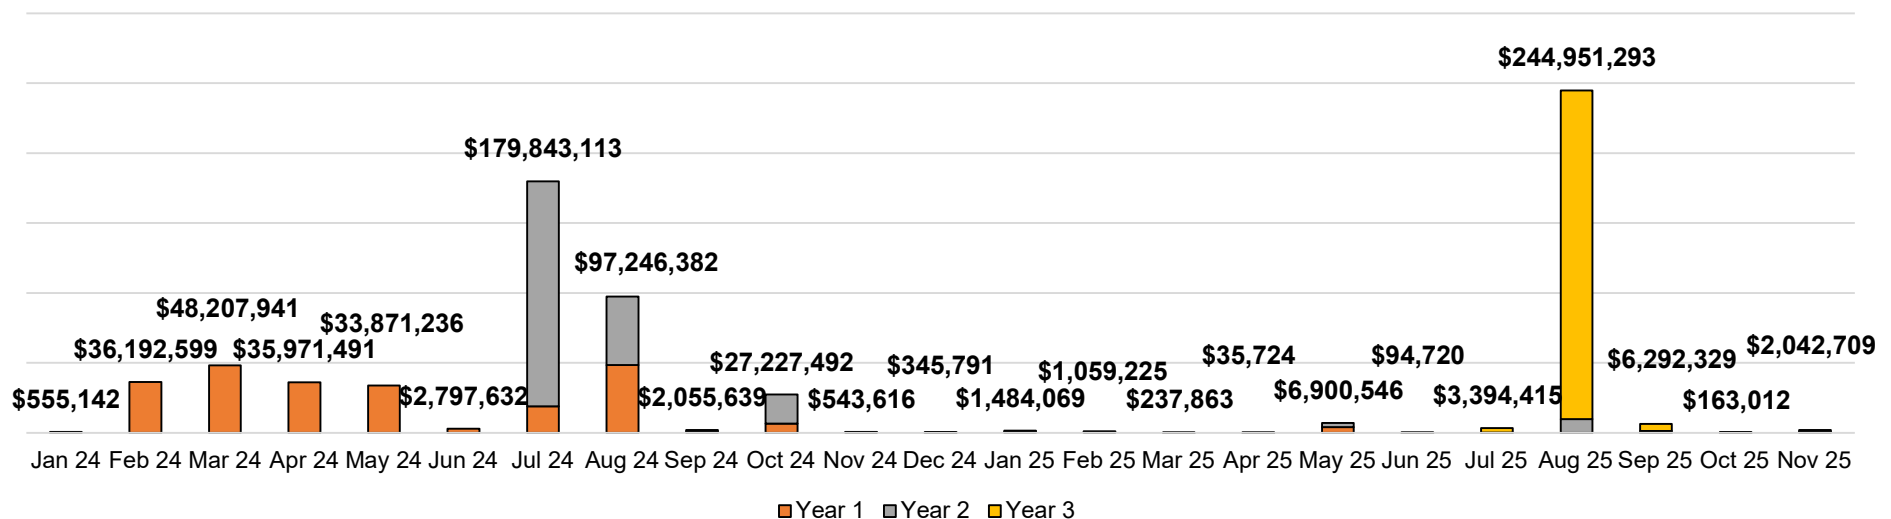 $244,951,293
$179,843,113
$97,246,382
$48,207,941
$33,871,236
$36,192,599 $35,971,491
$27,227,492 $345,791 $35,724 $94,720 $6,292,329 $2,042,709
$1,059,225
$555,142 $2,797,632 $2,055,639 $543,616 $1,484,069 $237,863 $6,900,546 $3,394,415 $163,012
Jan 24 Feb 24 Mar 24 Apr 24 May 24 Jun 24 Jul 24 Aug 24 Sep 24 Oct 24 Nov 24 Dec 24 Jan 25 Feb 25 Mar 25 Apr 25 May 25 Jun 25 Jul 25 Aug 25 Sep 25 Oct 25 Nov 25
Year 1 Year 2 Year 3